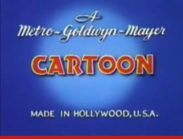 A
Metro-Goldwyn-Mayer
CARTOON
MADE IN HOLLYWOOD, U.S.A.